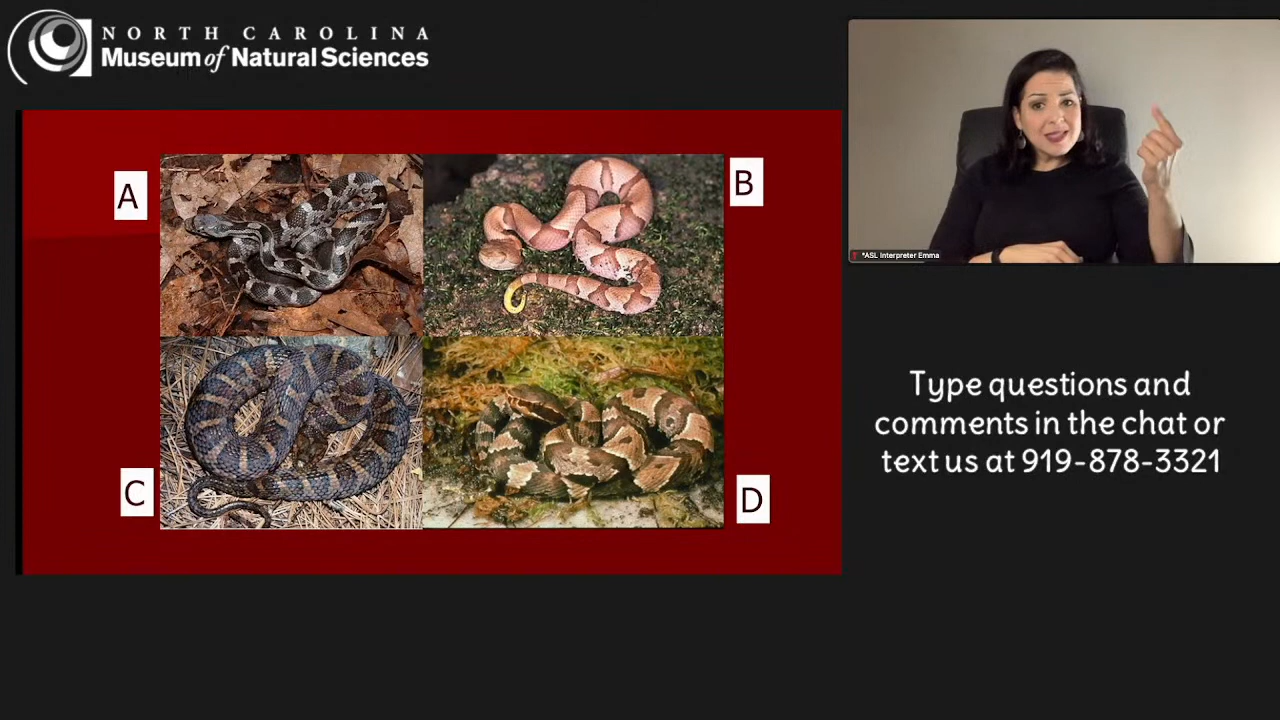 NORTH CAROLINA
Museum of Natural Sciences
A
B
C
D
*ASL Interpreter Emma
Type questions and
comments in the chat or
text us at 919-878-3321